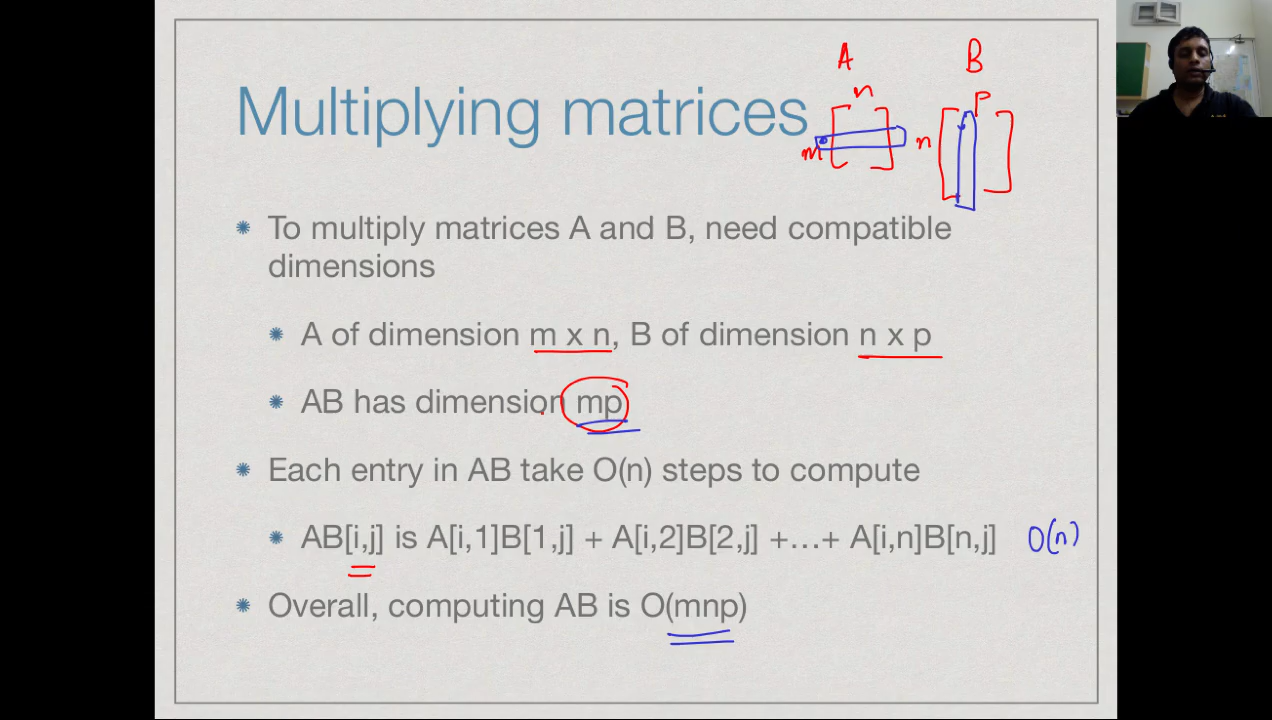 A B
Multiplying matrices
n p
m n
To multiply matrices A and B, need compatible
dimensions
A of dimension m x n, B of dimension n x p
AB has dimension mp
Each entry in AB take O(n) steps to compute
AB[i,j] is A[i,1]B[1,j] + A[i,2]B[2,j] +…+ A[i,n]B[n,j] O(n)
Overall, computing AB is O(mnp)